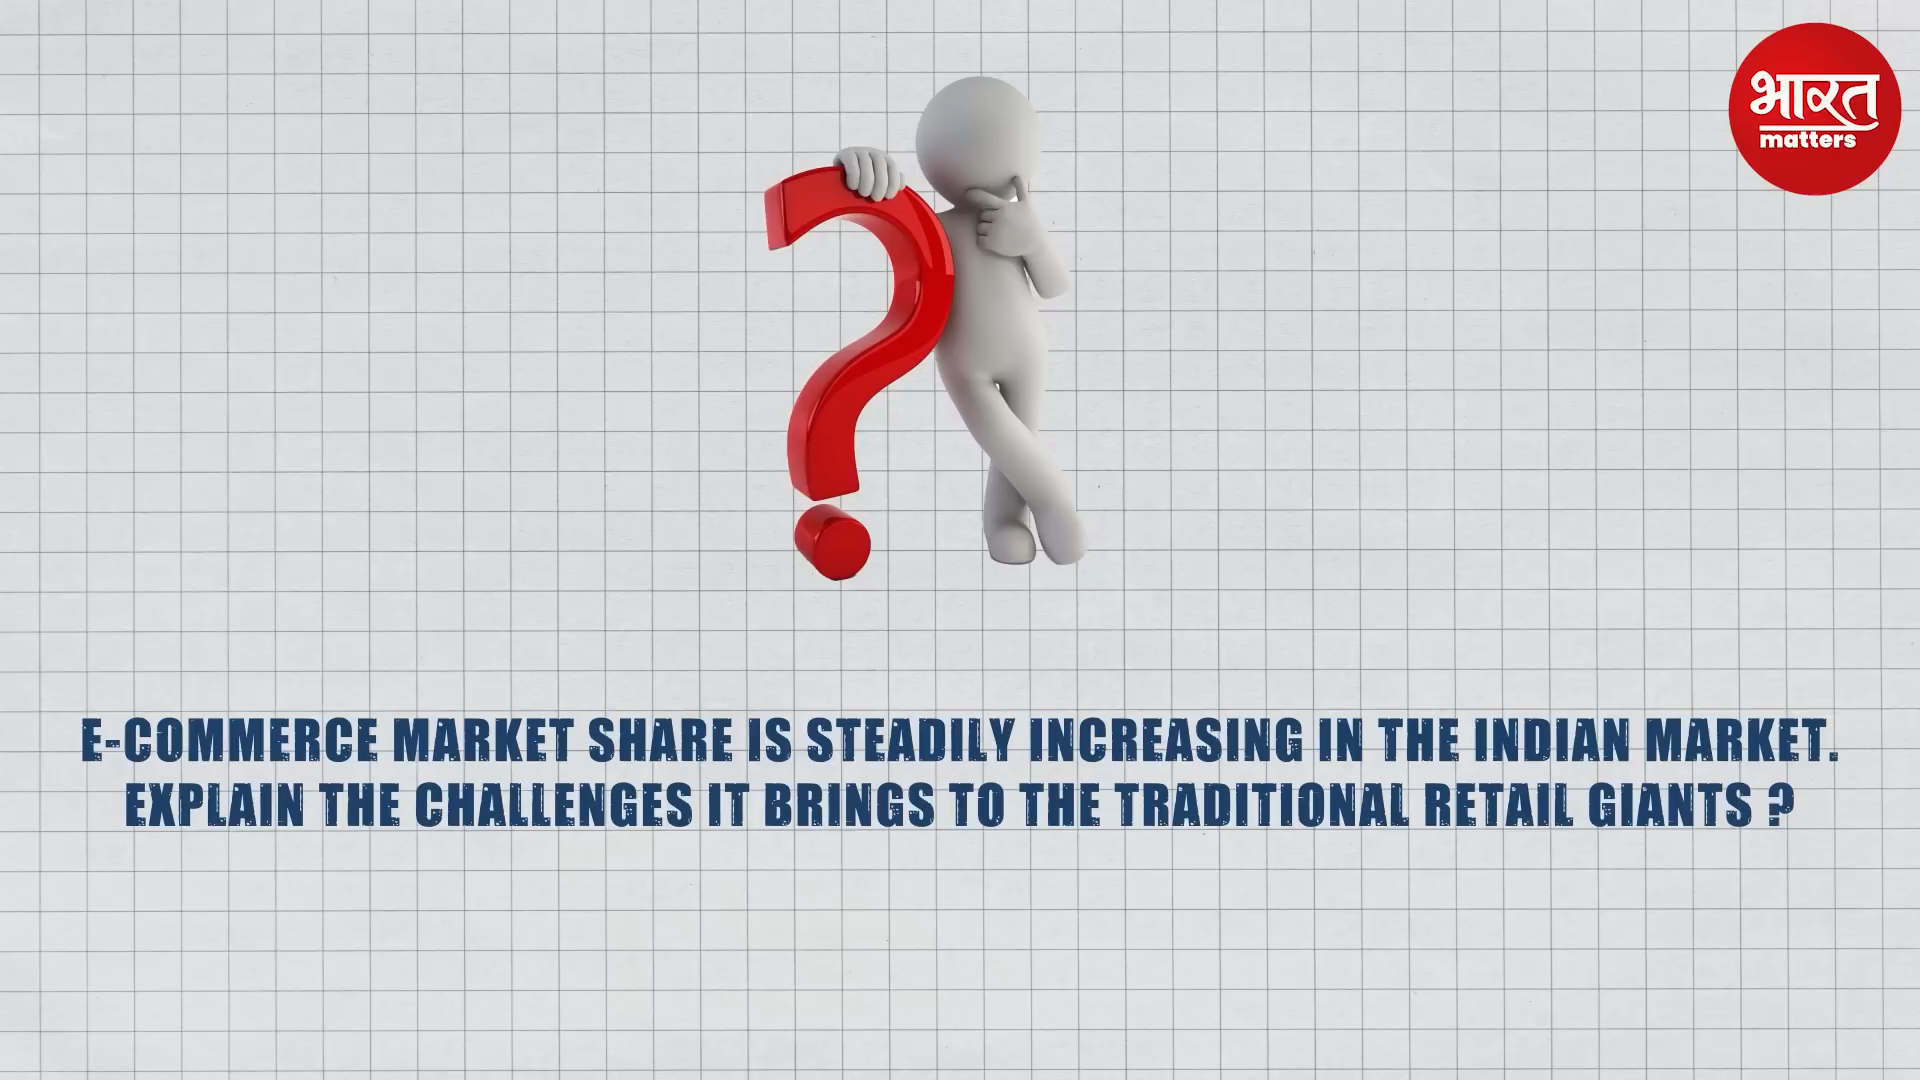 भारत
matters
E-COMMERCE MARKET SHARE IS STEADILY INCREASING IN THE INDIAN MARKET.
EXPLAIN THE CHALLENGES IT BRINGS TO THE TRADITIONAL RETAIL GIANTS ?